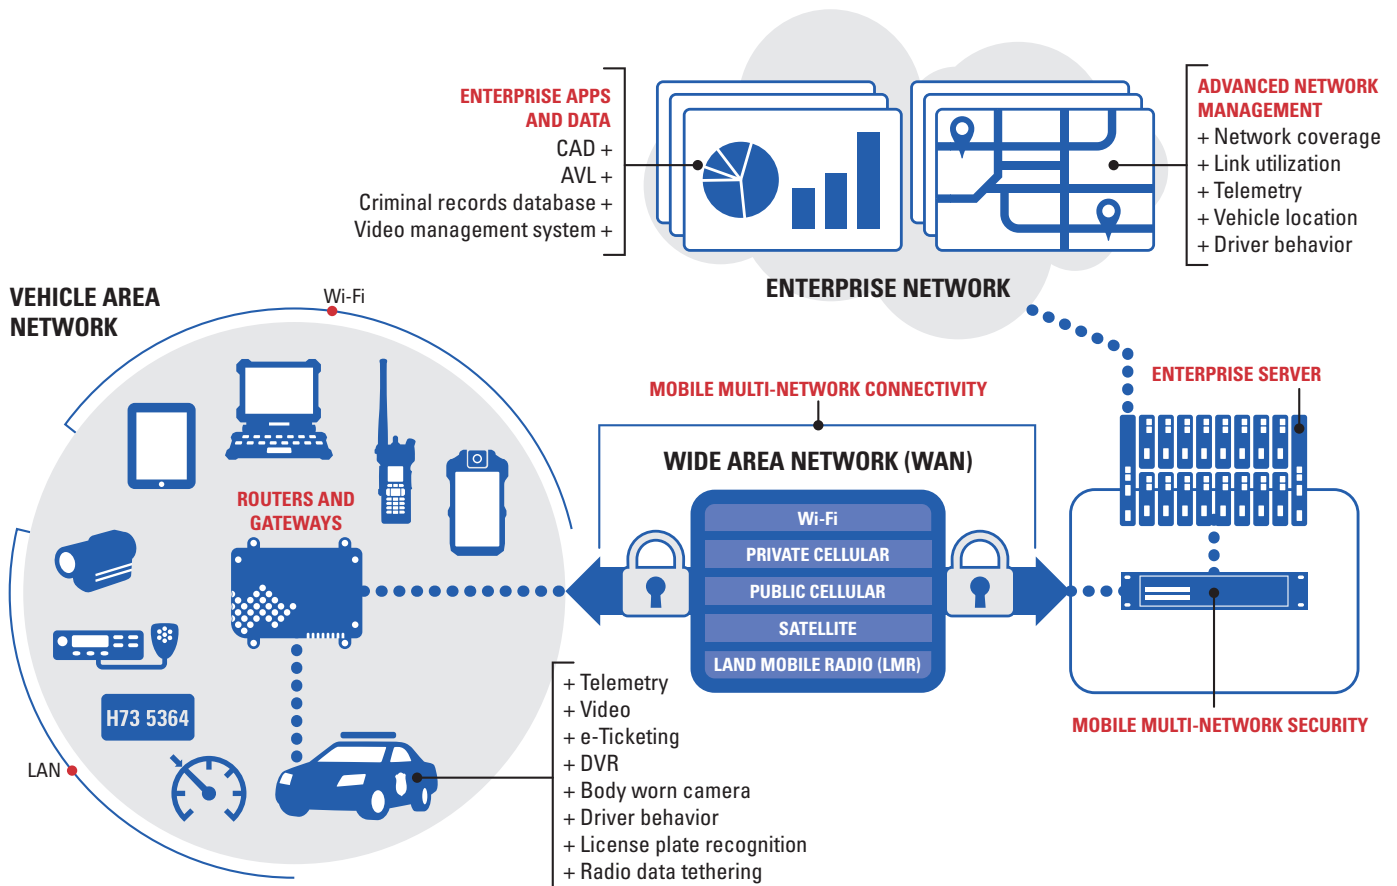 ENTERPRISE APPS
AND DATA
CAD +
AVL +
Criminal records database +
Video management system +
ADVANCED NETWORK
MANAGEMENT
+ Network coverage
+ Link utilization
+ Telemetry
+ Vehicle location
+ Driver behavior
ENTERPRISE NETWORK
VEHICLE AREA
NETWORK
Wi-Fi
ROUTERS AND
GATEWAYS
H73 5364
LAN
+ Telemetry
+ Video
+ e-Ticketing
+ DVR
+ Body worn camera
+ Driver behavior
+ License plate recognition
+ Radio data tethering
MOBILE MULTI-NETWORK CONNECTIVITY
WIDE AREA NETWORK (WAN)
Wi-Fi
PRIVATE CELLULAR
PUBLIC CELLULAR
SATELLITE
LAND MOBILE RADIO (LMR)
ENTERPRISE SERVER
MOBILE MULTI-NETWORK SECURITY